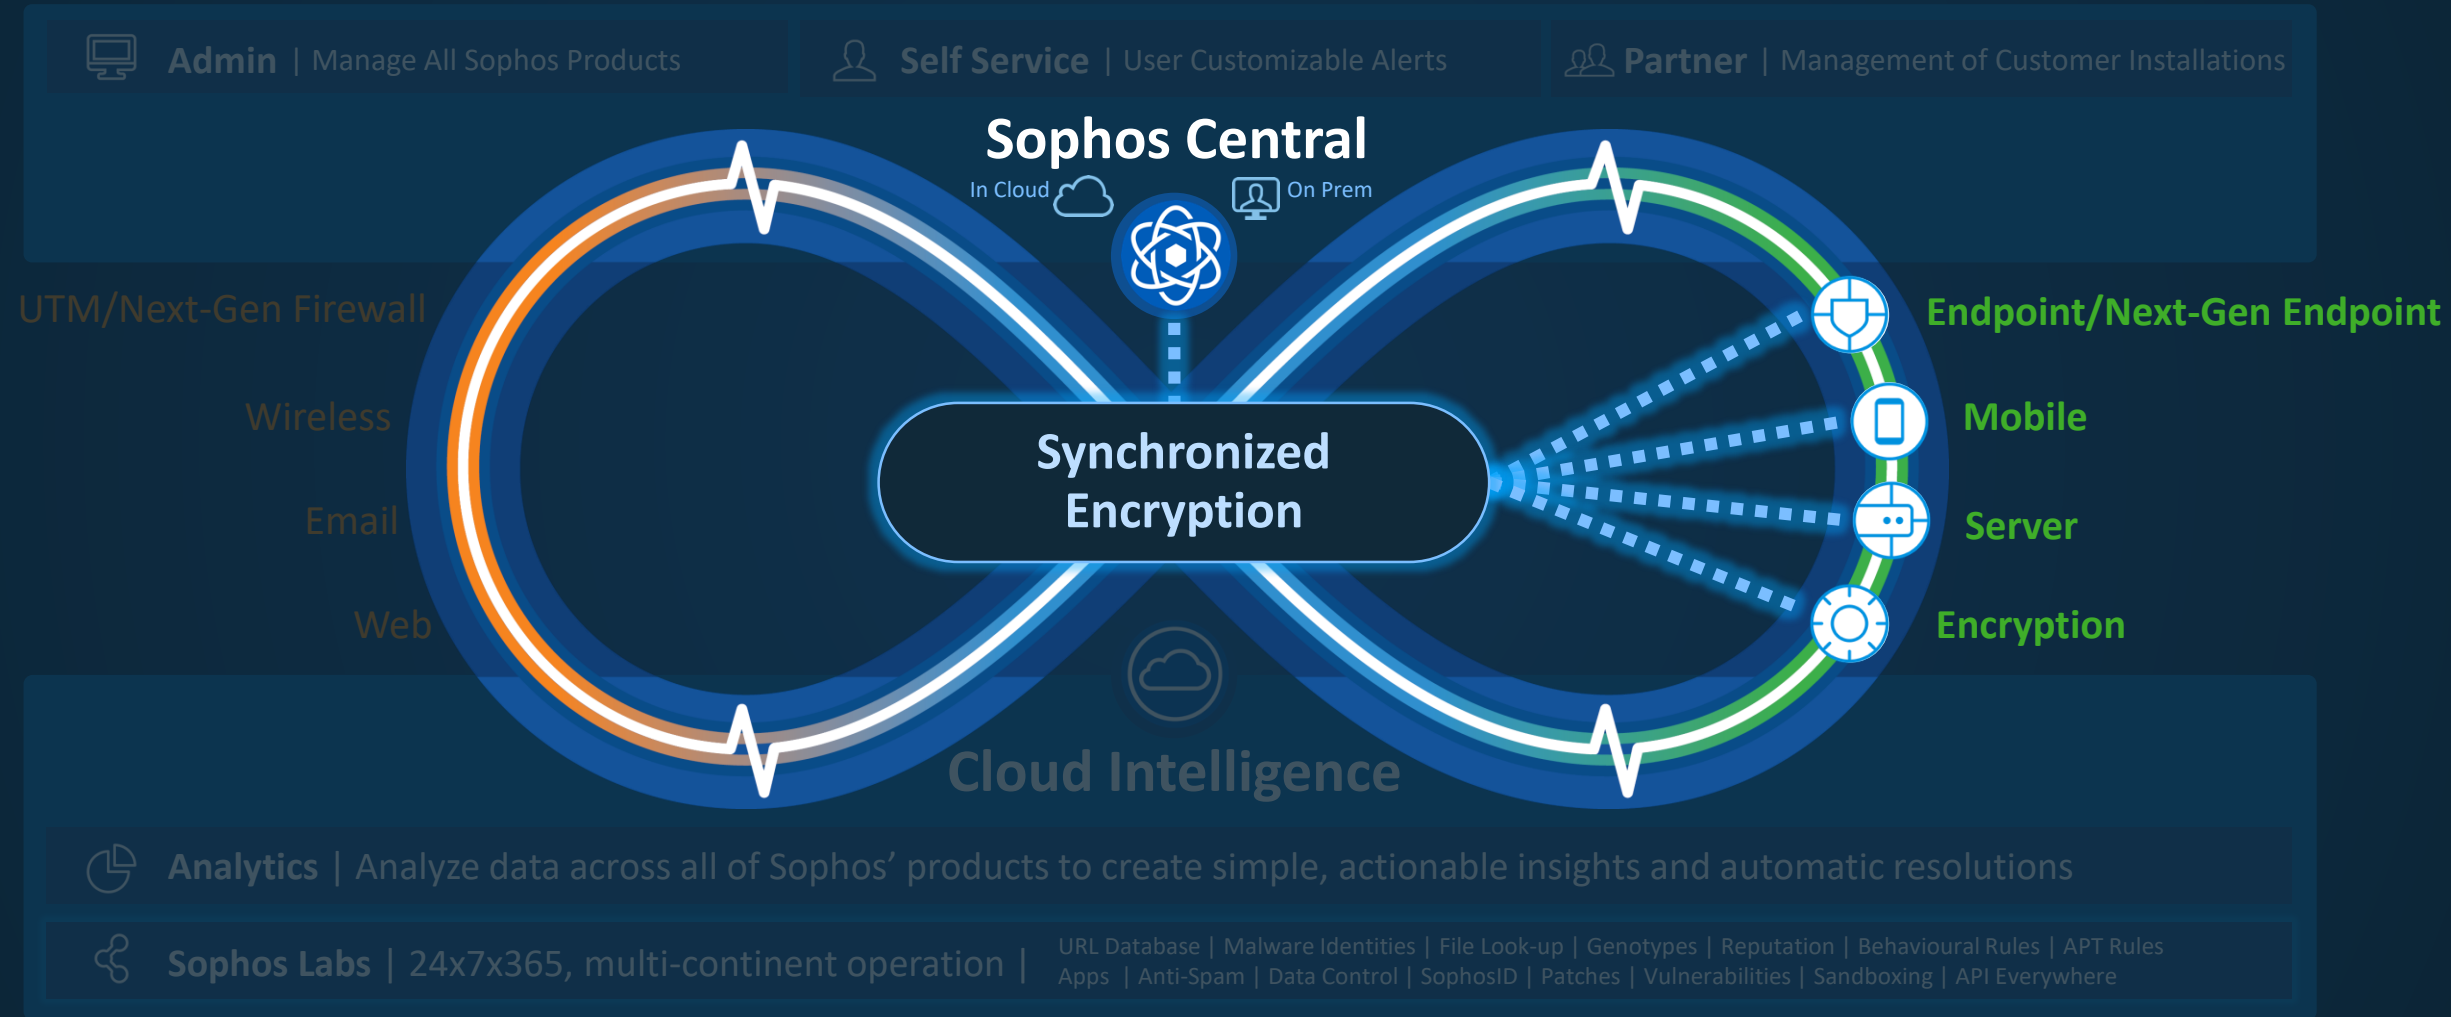 Admin | Manage All Sophos Products
Self Service | User Customizable Alerts
Partner | Management of Customer Installations
Sophos Central
In Cloud
On Prem
UTM/Next-Gen Firewall
Wireless
Email
Web
Synchronized
Encryption
Endpoint/Next-Gen Endpoint
Mobile
Server
Encryption
Cloud Intelligence
Analytics | Analyze data across all of Sophos’ products to create simple, actionable insights and automatic resolutions
Sophos Labs | 24x7x365, multi-continent operation |
URL Database | Malware Identities | File Look-up | Genotypes | Reputation | Behavioural Rules | APT Rules
Apps | Anti-Spam | Data Control | SophosID | Patches | Vulnerabilities | Sandboxing | API Everywhere